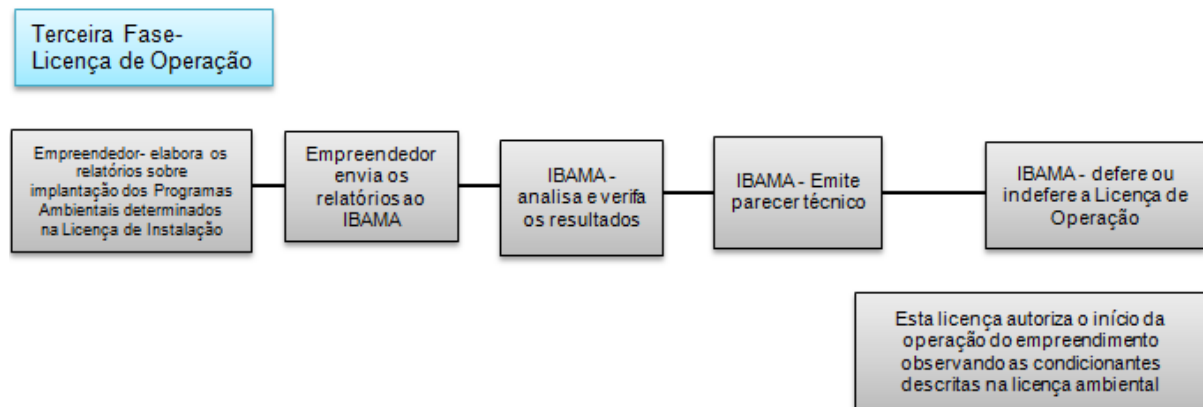 Terceira Fase-
Licença de Operação
Empreendedor- elabora os
relatórios sobre
implantação dos Programas
Ambientais determinados
na Licença de Instalação
Empreendedor
envia os
relatórios ao
IBAMA
IBAMA -
analisa e verifa
os resultados
IBAMA - Emite
parecer técnico
IBAMA - defere ou
indefere a Licença de
Operação
Esta licença autoriza o início da
operação do empreendimento
observando as condicionantes
descritas na licença ambiental